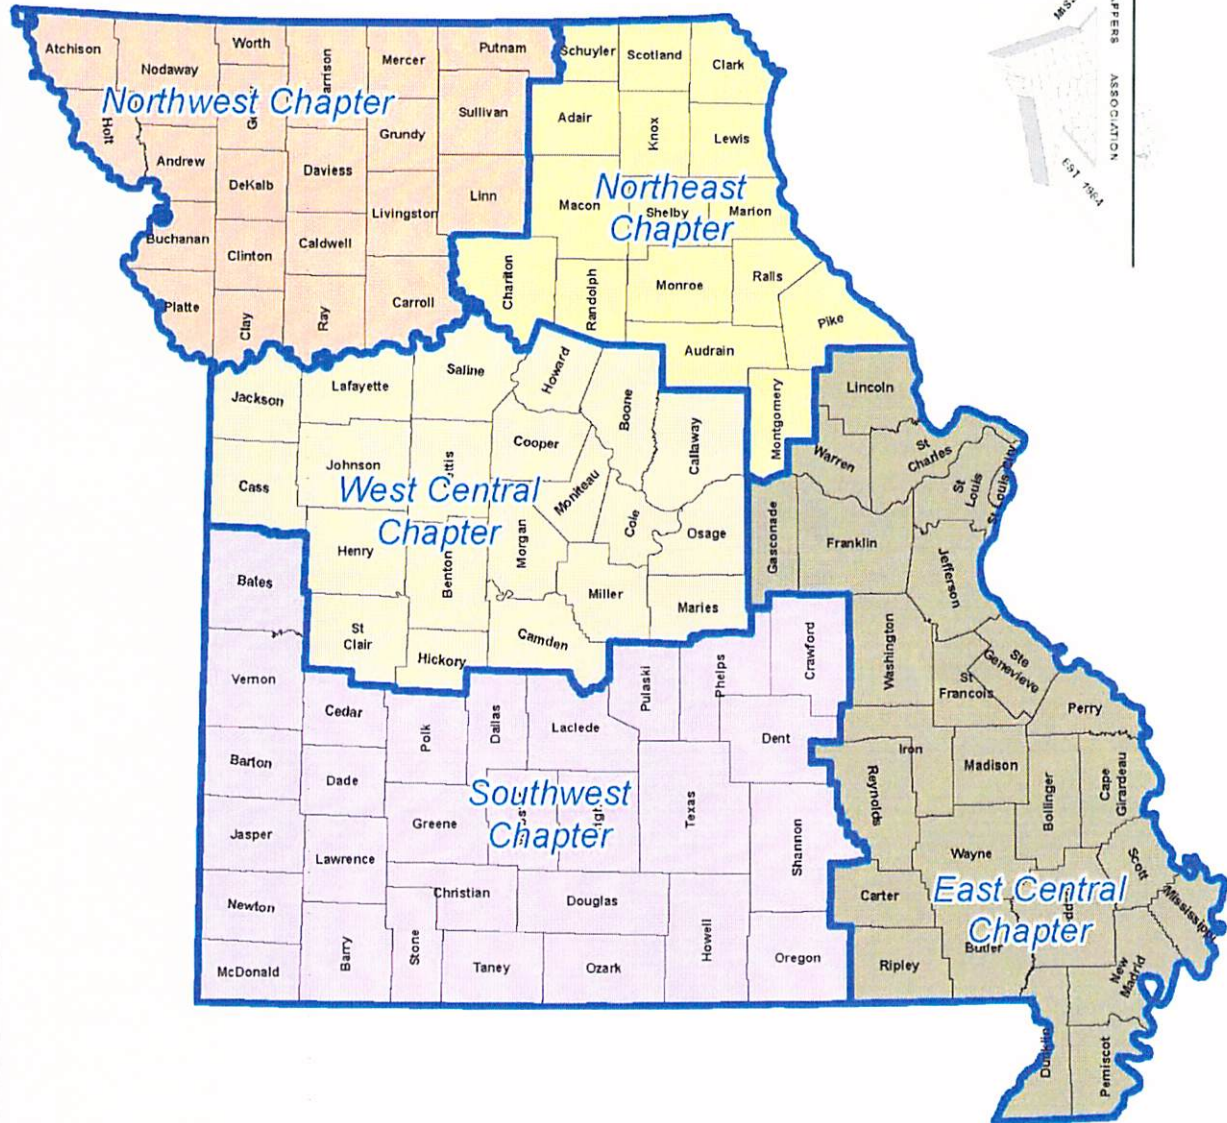 Atchison
Nodaway
Worth
Mercer
Putnam
Northwest Chapter
Holt
Sullivan
Grundy
Andrew
DeKalb
Daviess
Livingston
Linn
Buchanan
Clinton
Caldwell
Platte
Clay
Ray
Carroll
Schuyler
Scotland
Clark
Adair
Knox
Lewis
Northeast
Chapter
Macon
Shelby
Marion
Chariton
Randolph
Monroe
Ralls
Pike
Audrain
Montgomery
Jackson
Lafayette
Saline
Howard
Boone
Callaway
Cooper
Johnson
Cass
West Central
Chapter
Moniteau
Cole
Osage
Henry
Benton
Morgan
Miller
Maries
St
Clair
Hickory
Camden
Lincoln
Warren
St
Charles
St
Louis
Gasconade
Franklin
Jefferson
Washington
St
Francois
Ste
Genevieve
Perry
Iron
Reynolds
Madison
Bollinger
Cape
Girardeau
Wayne
Scott
Mississippi
Carter
East Central
Chapter
Ripley
Butler
New
Madrid
Dunklin
Pemiscot
Bates
Vernon
Barton
Jasper
Newton
McDonald
Cedar
Polk
Dallas
Laclede
Pulaski
Phelps
Crawford
Dent
Dade
Southwest
Chapter
Greene
Texas
Shannon
Lawrence
Christian
Douglas
Barry
Stone
Taney
Ozark
Howell
Oregon
ASSOCIATION
EST 1984